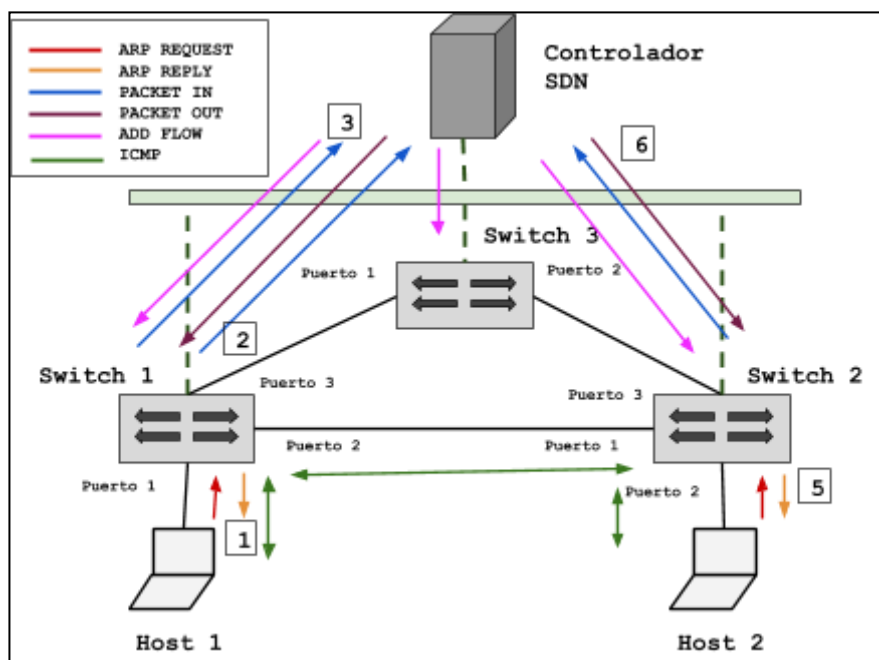 ARP REQUEST
ARP REPLY
PACKET IN
PACKET OUT
ADD FLOW
ICMP
Controlador
SDN
3
6
Switch 3
Puerto 1
Puerto 2
2
Switch 1
Switch 2
Puerto 3
Puerto 3
Puerto 2
Puerto 1
Puerto 1
Puerto 2
5
1
Host 1
Host 2